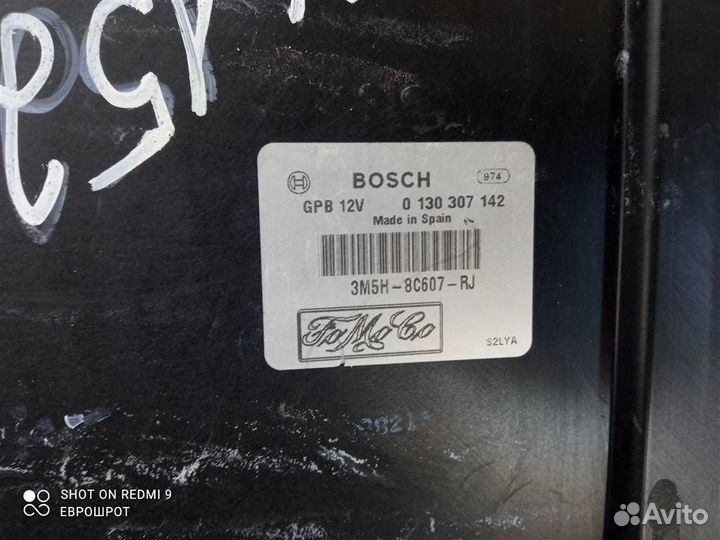 BOSCH
974
GPB 12V 0 130 307 142
Made in Spain
3M5H-8C607-RJ
FoMoCo
S2LYA
SHOT ON REDMI 9
ЕВРОШРОТ
Avito